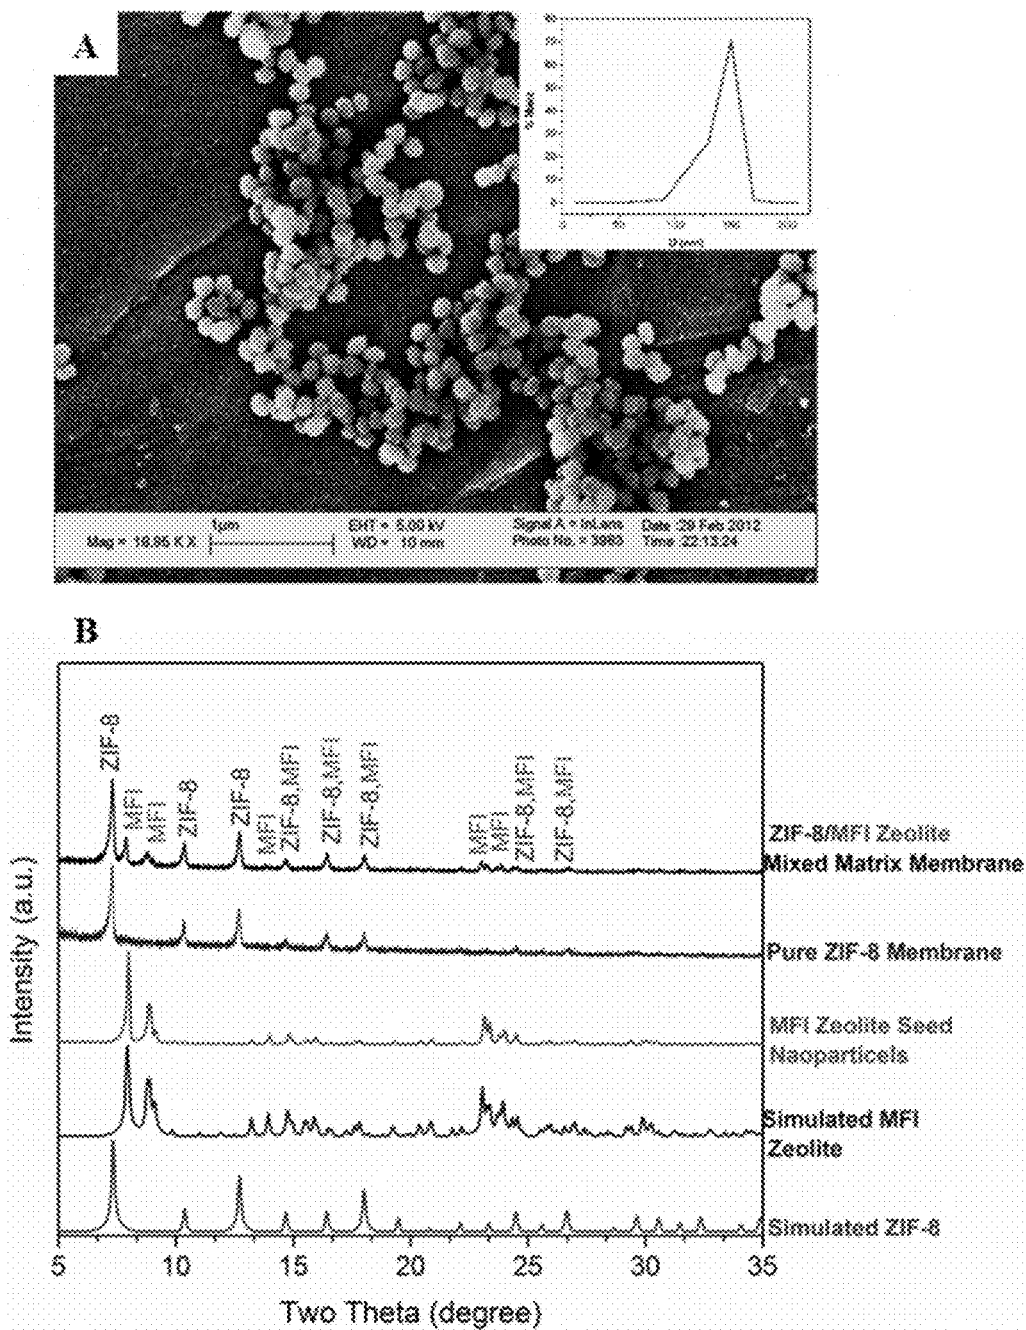 A
1µm
EHT = 5.00 kV
Signal A = InLens
Date :29 Feb 2012
Mag =
WD = 10 mm
Photo No. = 3983
Time :22:13:24
B
ZIF-8
MFI
MFI
ZIF-8
ZIF-8
MFI
ZIF-8,MFI
ZIF-8,MFI
ZIF-8,MFI
MFI
MFI
ZIF-8,MFI
ZIF-8,MFI
ZIF-8/MFI Zeolite
Mixed Matrix Membrane
Pure ZIF-8 Membrane
MFI Zeolite Seed
Naoparticels
Simulated MFI
Zeolite
Simulated ZIF-8
Intensity (a.u.)
5 10 15 20 25 30 35
Two Theta (degree)